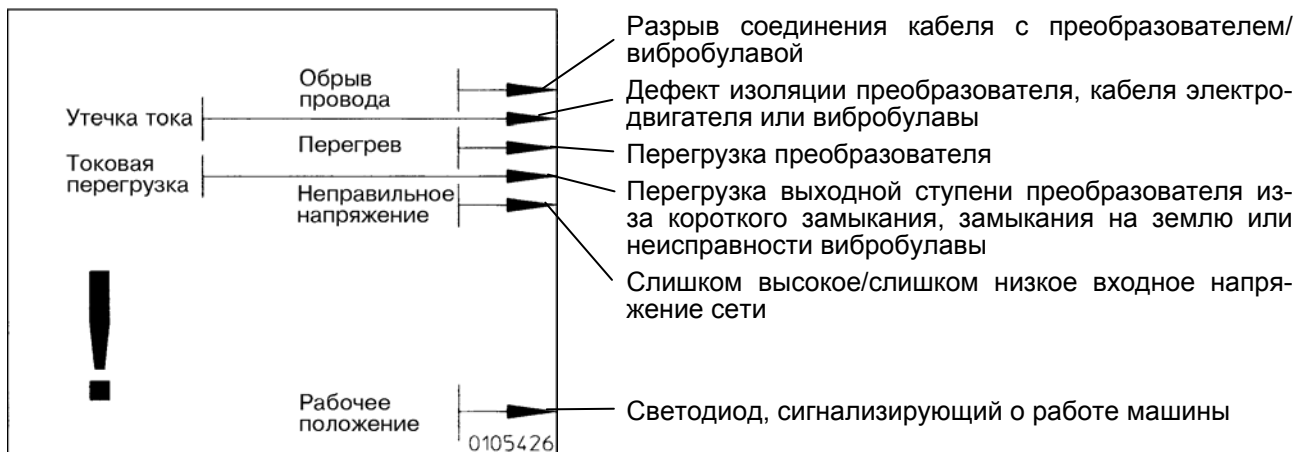 Обрыв
провода
Утечка тока
Перегрев
Токовая
перегрузка
Неправильное
напряжение
!
Рабочее
положение
0105426
Разрыв соединения кабеля с преобразователем/
вибробулавой
Дефект изоляции преобразователя, кабеля электро-
двигателя или вибробулавы
Перегрузка преобразователя
Перегрузка выходной ступени преобразователя из-
за короткого замыкания, замыкания на землю или
неисправности вибробулавы
Слишком высокое/слишком низкое входное напря-
жение сети
Светодиод, сигнализирующий о работе машины